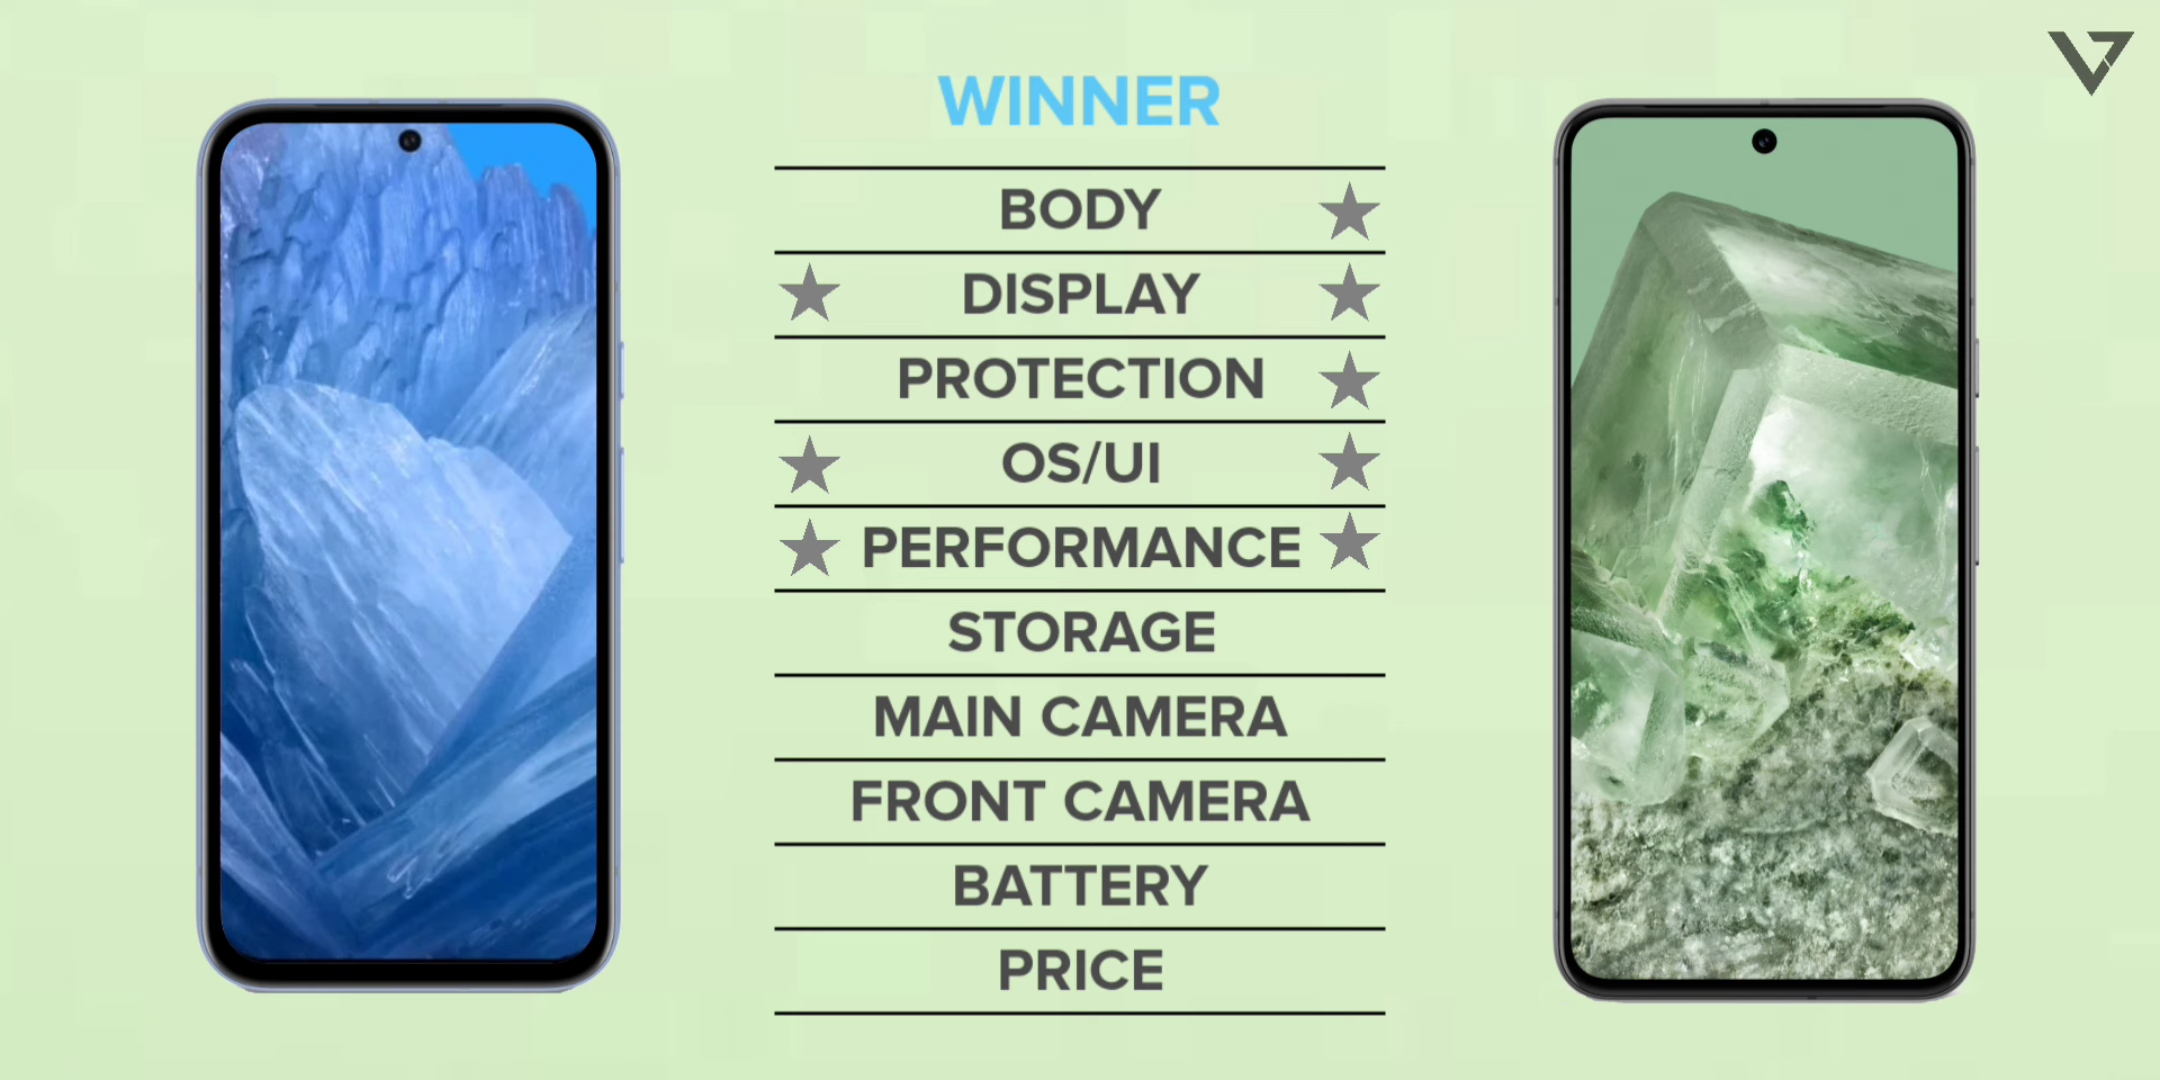 WINNER
BODY
DISPLAY
PROTECTION
OS/UI
PERFORMANCE
STORAGE
MAIN CAMERA
FRONT CAMERA
BATTERY
PRICE